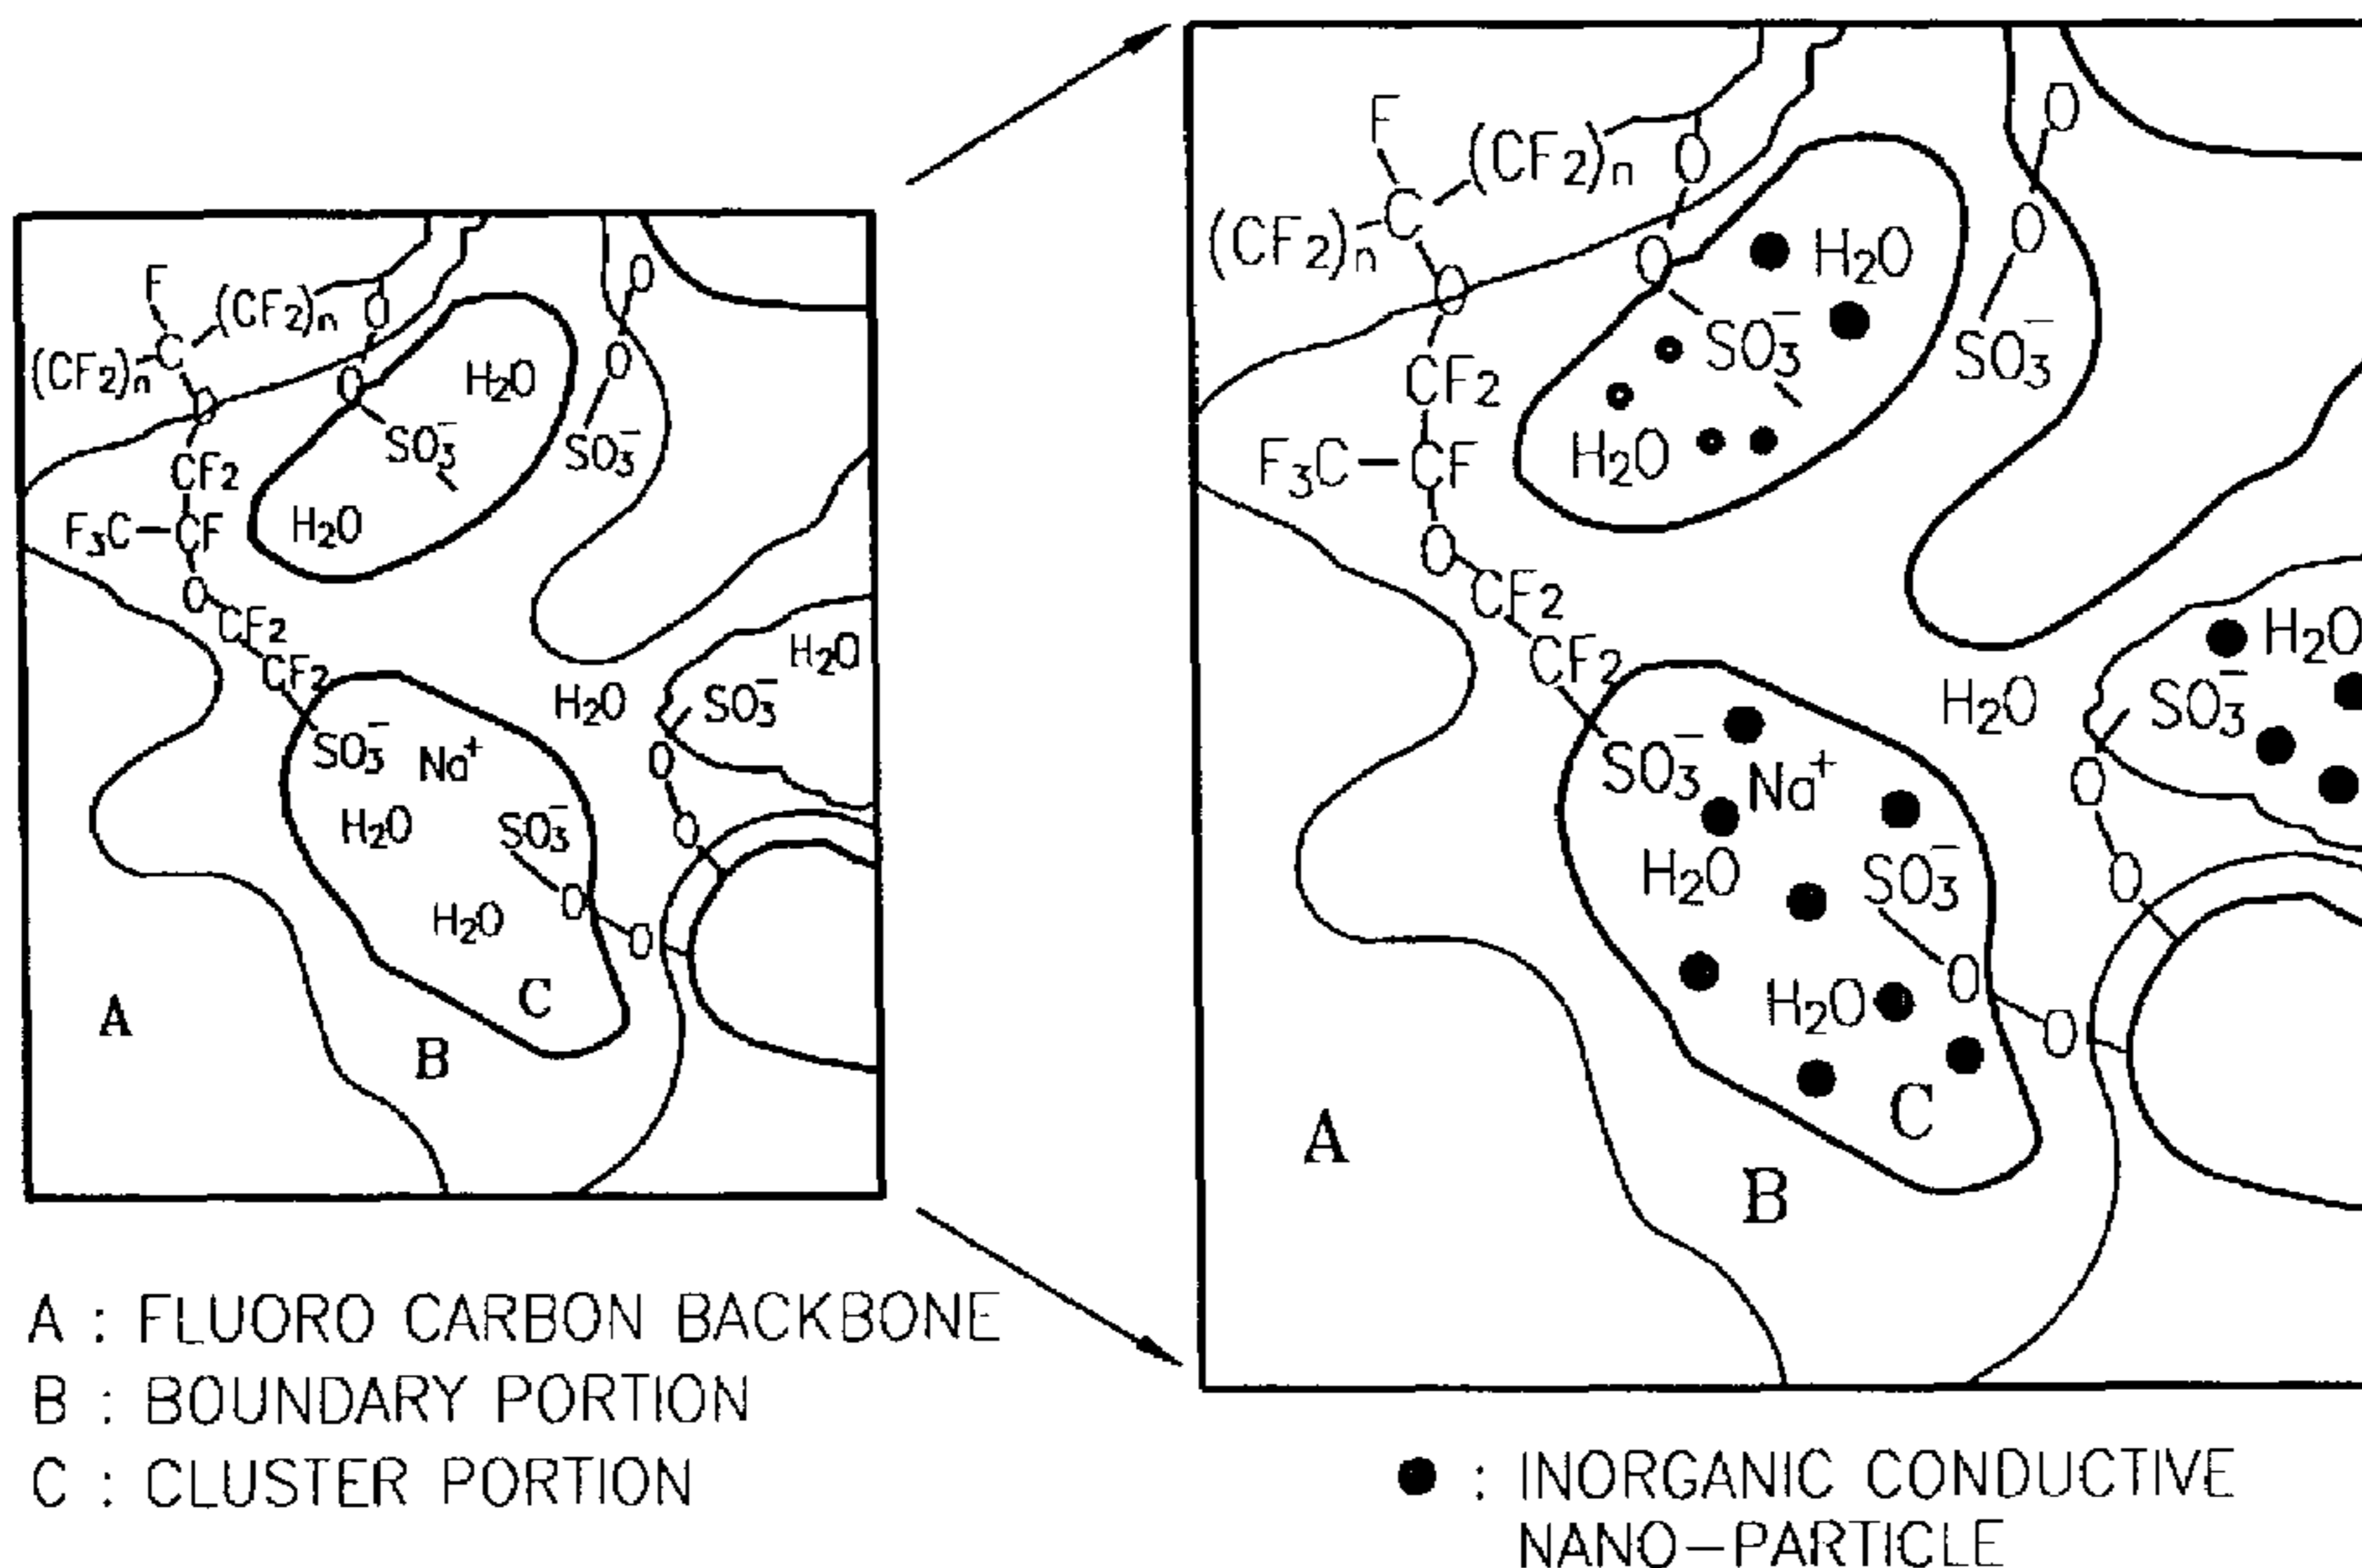 F
(CF2)n
O
O
(CF2)n
C
O
O
H2O
O
O
SO3−
SO3−
CF2
F3C—CF
H2O
O
CF2
CF2
H2O
H2O
SO3−
SO3−
Na+
O
H2O
SO3−
O
O
H2O
O
C
A
B
A : FLUORO CARBON BACKBONE
B : BOUNDARY PORTION
C : CLUSTER PORTION
F
(CF2)n
O
O
(CF2)n
C
O
O
H2O
O
SO3−
SO3−
CF2
F3C—CF
H2O
O
CF2
CF2
H2O
H2O
SO3−
SO3−
Na+
O
H2O
SO3−
O
O
H2O
O
C
A
B
● : INORGANIC CONDUCTIVE
NANO-PARTICLE